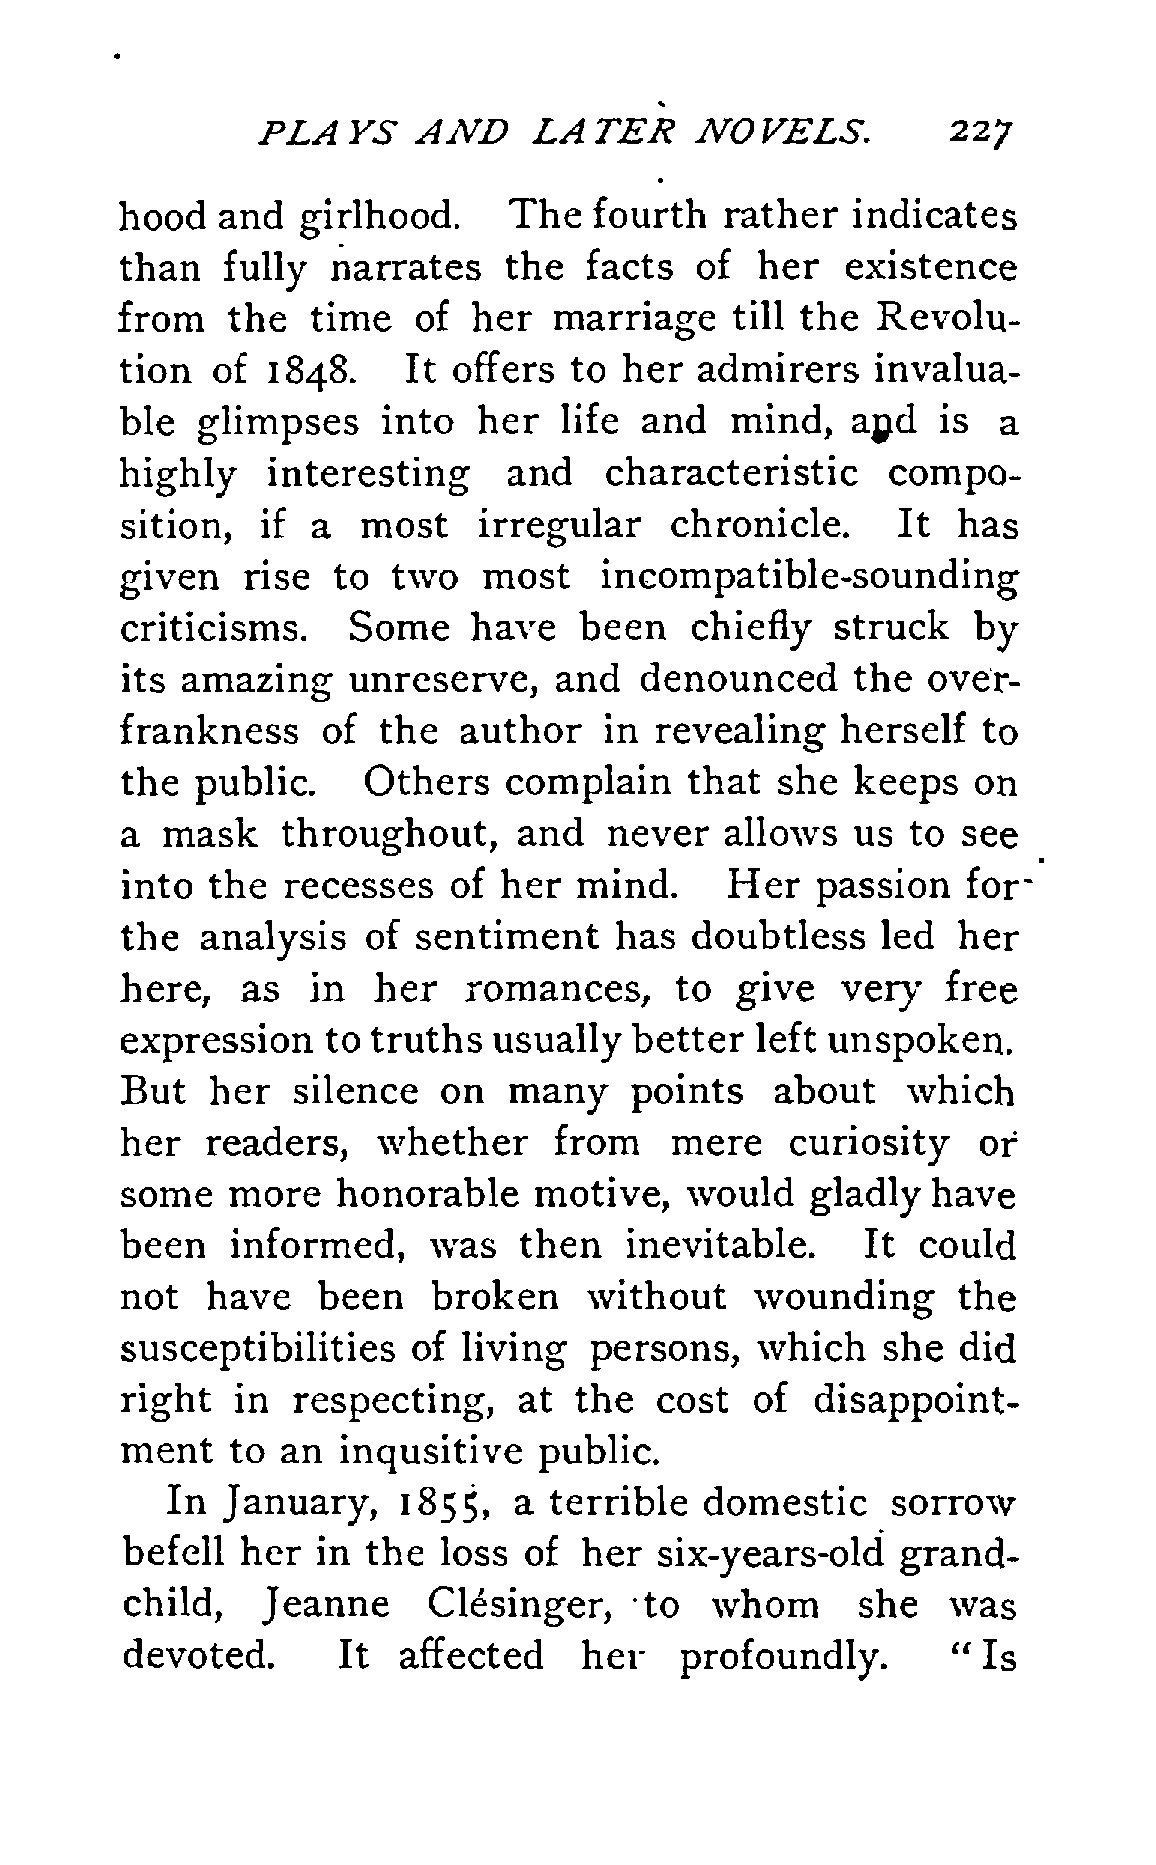 PLAYS AND LATER NOVELS. 227
hood and girlhood. The fourth rather indicates
than fully narrates the facts of her existence
from the time of her marriage till the Revolu-
tion of 1848. It offers to her admirers invalua-
ble glimpses into her life and mind, and is a
highly interesting and characteristic compo-
sition, if a most irregular chronicle. It has
given rise to two most incompatible-sounding
criticisms. Some have been chiefly struck by
its amazing unreserve, and denounced the over-
frankness of the author in revealing herself to
the public. Others complain that she keeps on
a mask throughout, and never allows us to see
into the recesses of her mind. Her passion for
the analysis of sentiment has doubtless led her
here, as in her romances, to give very free
expression to truths usually better left unspoken.
But her silence on many points about which
her readers, whether from mere curiosity or
some more honorable motive, would gladly have
been informed, was then inevitable. It could
not have been broken without wounding the
susceptibilities of living persons, which she did
right in respecting, at the cost of disappoint-
ment to an inqusitive public.
In January, 1855, a terrible domestic sorrow
befell her in the loss of her six-years-old grand-
child, Jeanne Clésinger, to whom she was
devoted. It affected her profoundly. "Is